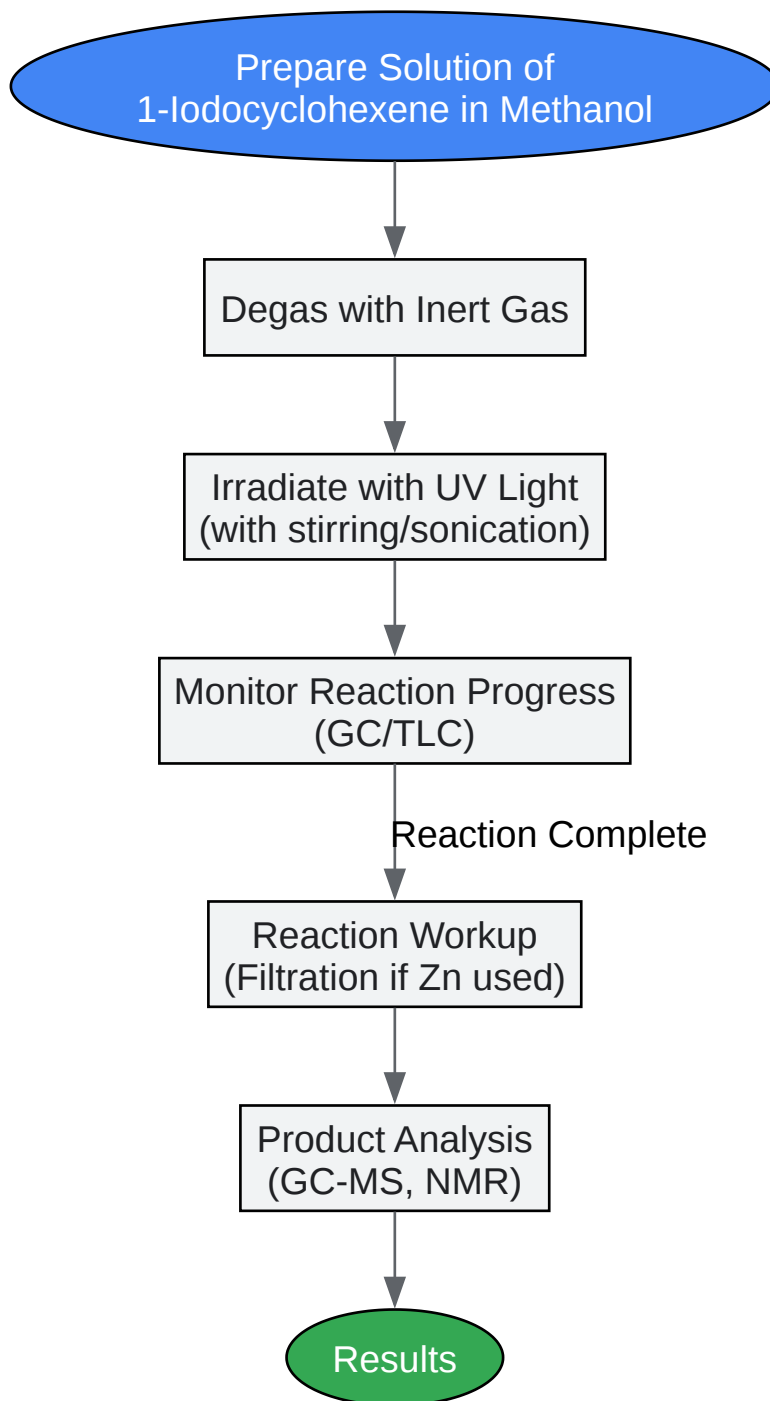 Prepare Solution of
1-Iodocyclohexene in Methanol
Degas with Inert Gas
Irradiate with UV Light
(with stirring/sonication)
Monitor Reaction Progress
(GC/TLC)
Reaction Complete
Reaction Workup
(Filtration if Zn used)
Product Analysis
(GC-MS, NMR)
Results